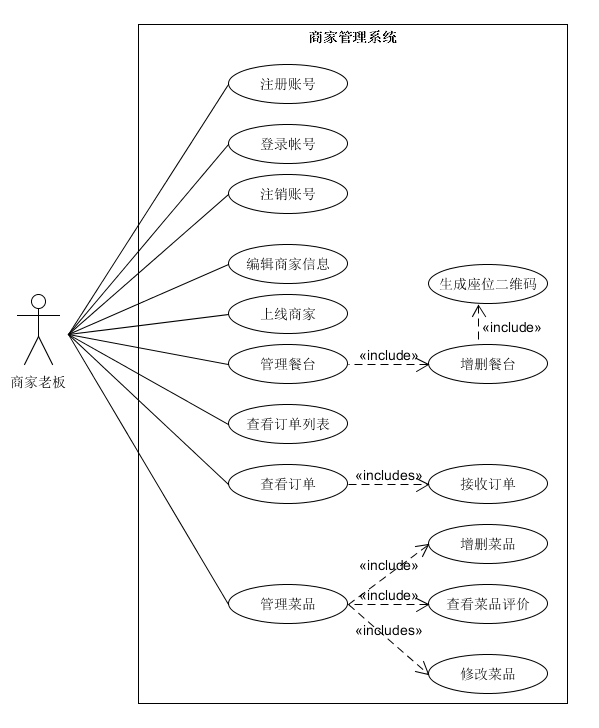 商家管理系统
注册账号
登录帐号
注销账号
编辑商家信息
生成座位二维码
上线商家
«include»
商家老板
管理餐台
«include»
增删餐台
查看订单列表
查看订单
«includes»
接收订单
增删菜品
«include»
管理菜品
«include»
查看菜品评价
«includes»
修改菜品